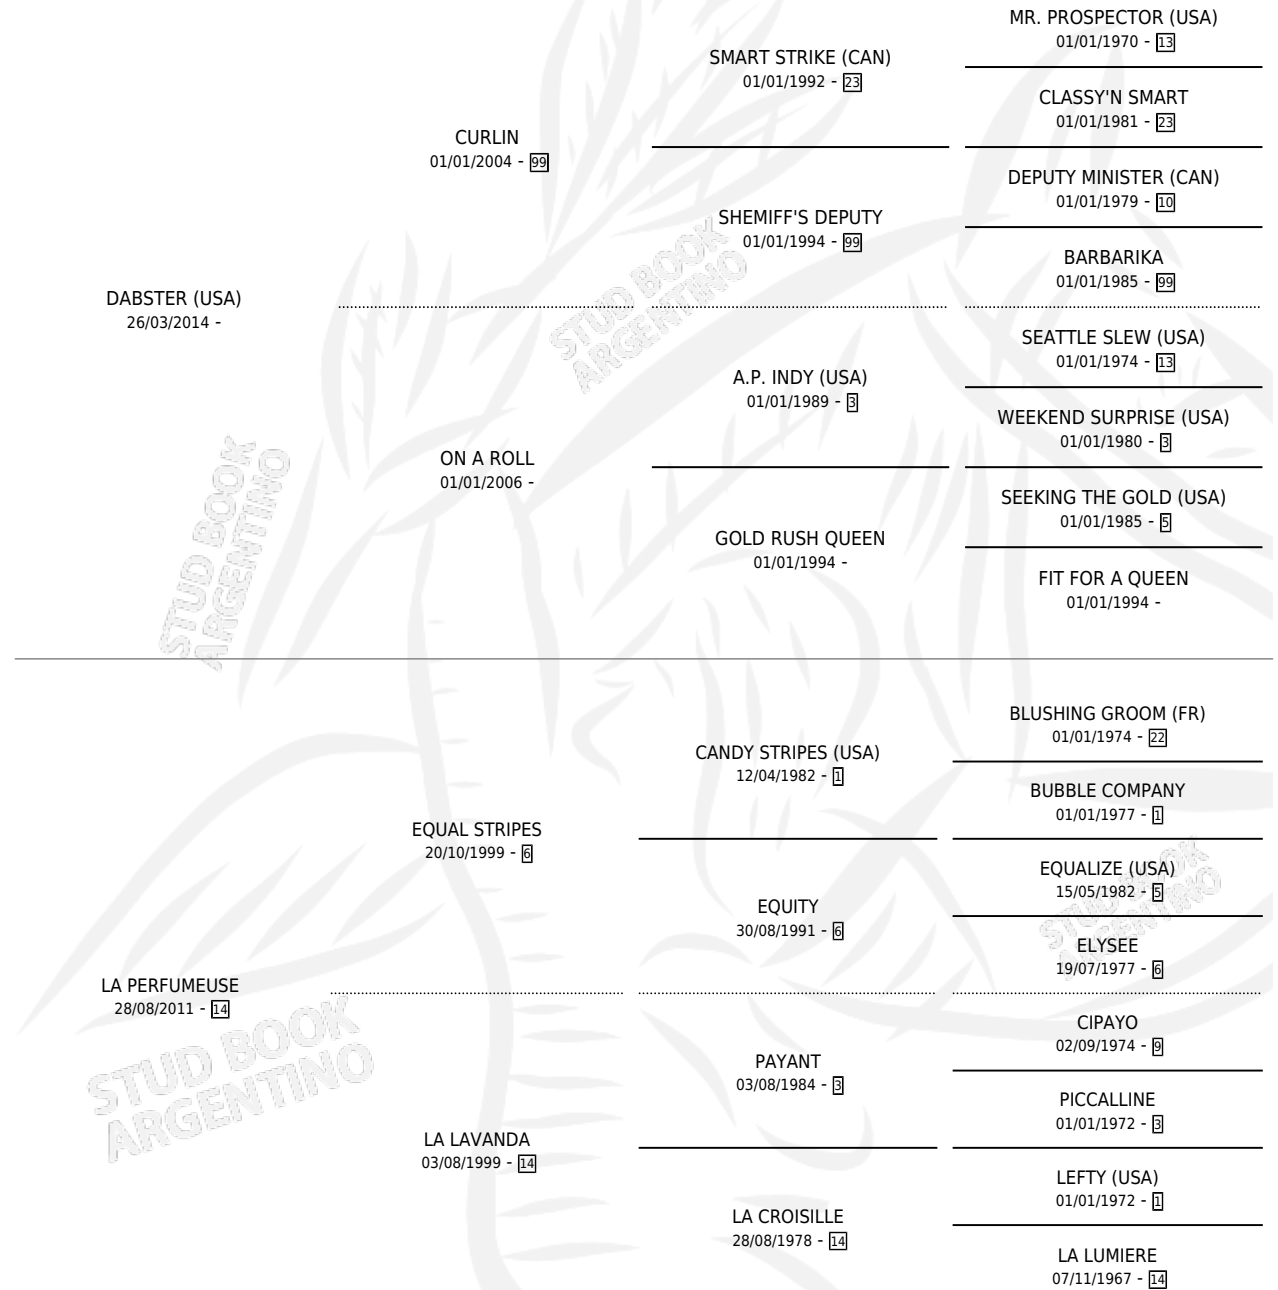 MR. PROSPECTOR (USA)
01/01/1970 - 13
SMART STRIKE (CAN)
01/01/1992 - 23
CLASSY'N SMART
01/01/1981 - 23
CURLIN
01/01/2004 - 99
DEPUTY MINISTER (CAN)
01/01/1979 - 10
SHEMIFF'S DEPUTY
01/01/1994 - 99
BARBARIKA
01/01/1985 - 99
DABSTER (USA)
26/03/2014 -
SEATTLE SLEW (USA)
01/01/1974 - 13
A.P. INDY (USA)
01/01/1989 - 3
WEEKEND SURPRISE (USA)
01/01/1980 - 3
ON A ROLL
01/01/2006 -
SEEKING THE GOLD (USA)
01/01/1985 - 5
GOLD RUSH QUEEN
01/01/1994 -
FIT FOR A QUEEN
01/01/1994 -
BLUSHING GROOM (FR)
01/01/1974 - 22
CANDY STRIPES (USA)
12/04/1982 - 1
BUBBLE COMPANY
01/01/1977 - 1
EQUAL STRIPES
20/10/1999 - 6
EQUALIZE (USA)
15/05/1982 - 5
EQUITY
30/08/1991 - 6
ELYSEE
19/07/1977 - 6
LA PERFUMEUSE
28/08/2011 - 14
CIPAYO
02/09/1974 - 9
PAYANT
03/08/1984 - 3
PICCALLINE
01/01/1972 - 3
LA LAVANDA
03/08/1999 - 14
LEFTY (USA)
01/01/1972 - 1
LA CROISILLE
28/08/1978 - 14
LA LUMIERE
07/11/1967 - 14
STUD BOOK
ARGENTINO
STUD BOOK
ARGENTINO
STUD BOOK
ARGENTINO
STUD BOOK
ARGENTINO